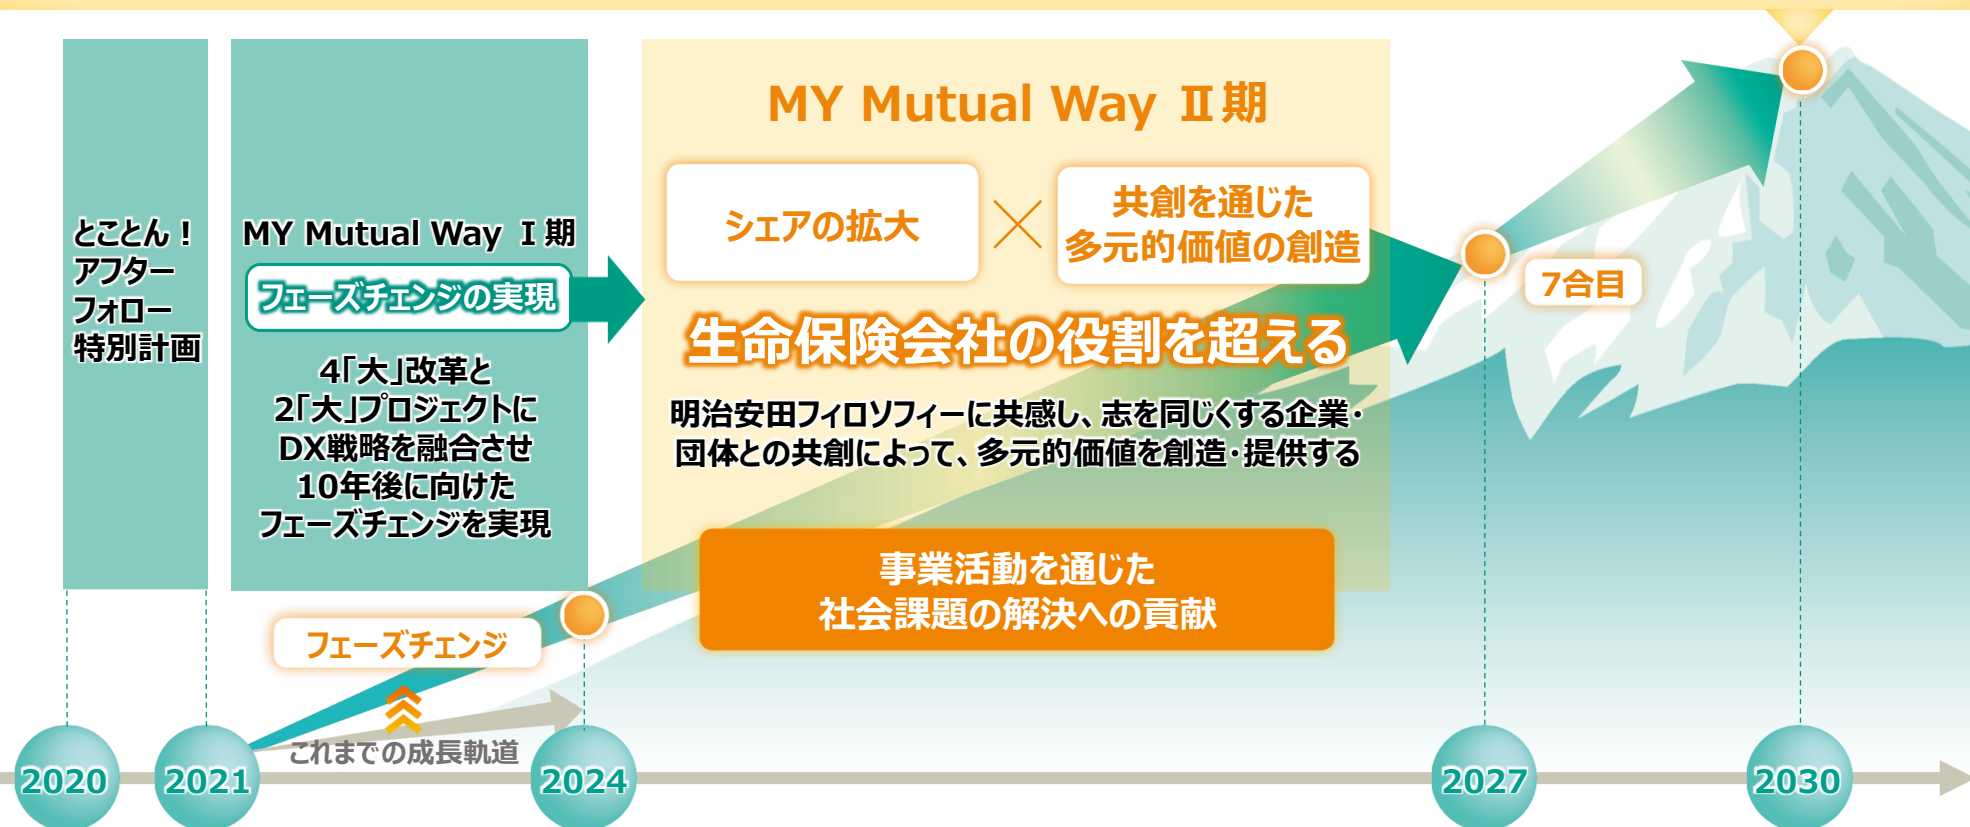 とことん！
アフター
フォロー
特別計画
MY Mutual Way Ⅰ期
フェーズチェンジの実現
4「大」改革と
2「大」プロジェクトに
DX戦略を融合させ
10年後に向けた
フェーズチェンジを実現
MY Mutual Way Ⅱ期
シェアの拡大
共創を通じた
多元的価値の創造
生命保険会社の役割を超える
明治安田フィロソフィーに共感し、志を同じくする企業・
団体との共創によって、多元的価値を創造・提供する
事業活動を通じた
社会課題の解決への貢献
7合目
フェーズチェンジ
これまでの成長軌道
2020
2021
2024
2027
2030